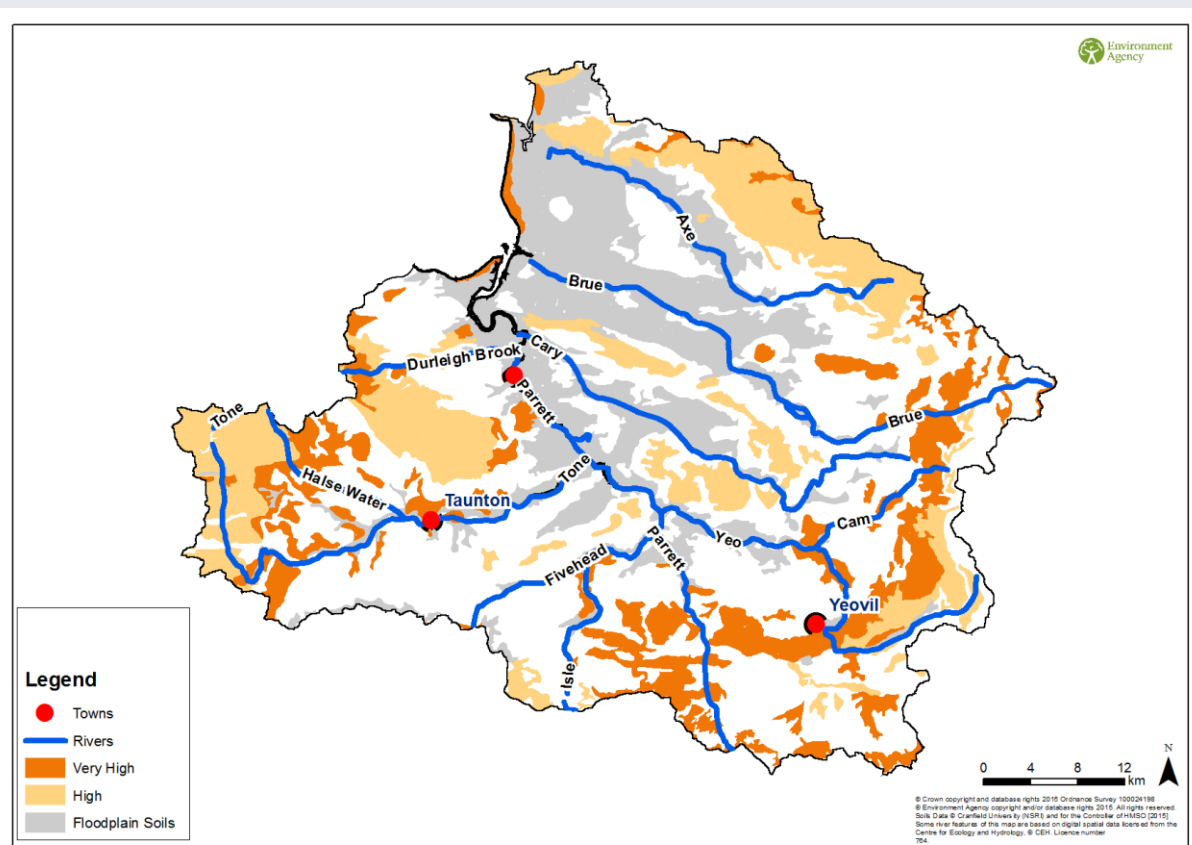 Environment
Agency
Axe
Brue
Cary
Durleigh Brook
Parrett
Tone
Brue
Halse Water
Tone
Taunton
Cam
Yeo
Parrett
Fivehead
Yeovil
Isle
Legend
Towns
Rivers
Very High
High
Floodplain Soils
N
0 4 8 12
km
© Crown copyright and database rights 2015 Ordnance Survey 100024198
© Environment Agency copyright and/or database rights 2015. All rights reserved.
Soils Data © Cranfield University (NSRI) and for the Controller of HMSO [2015]
Some river features of this map are based on digital spatial data licensed from the
Centre for Ecology and Hydrology, © CEH. Licence number
764.